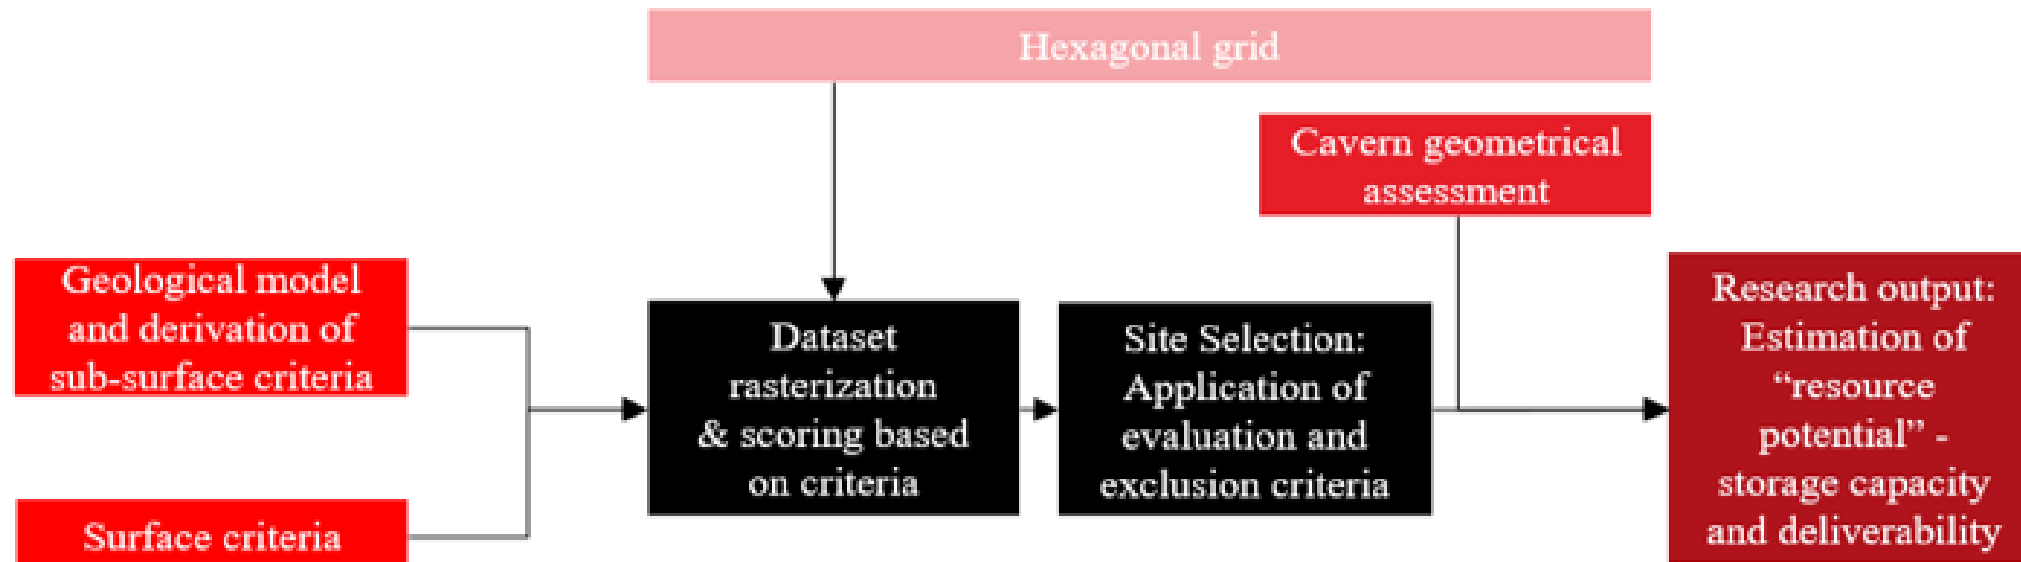 Hexagonal grid
Cavern geometrical
assessment
Geological model
and derivation of
sub-surface criteria
Surface criteria
Dataset
rasterization
& scoring based
on criteria
Site Selection:
Application of
evaluation and
exclusion criteria
Research output:
Estimation of
“resource
potential” -
storage capacity
and deliverability